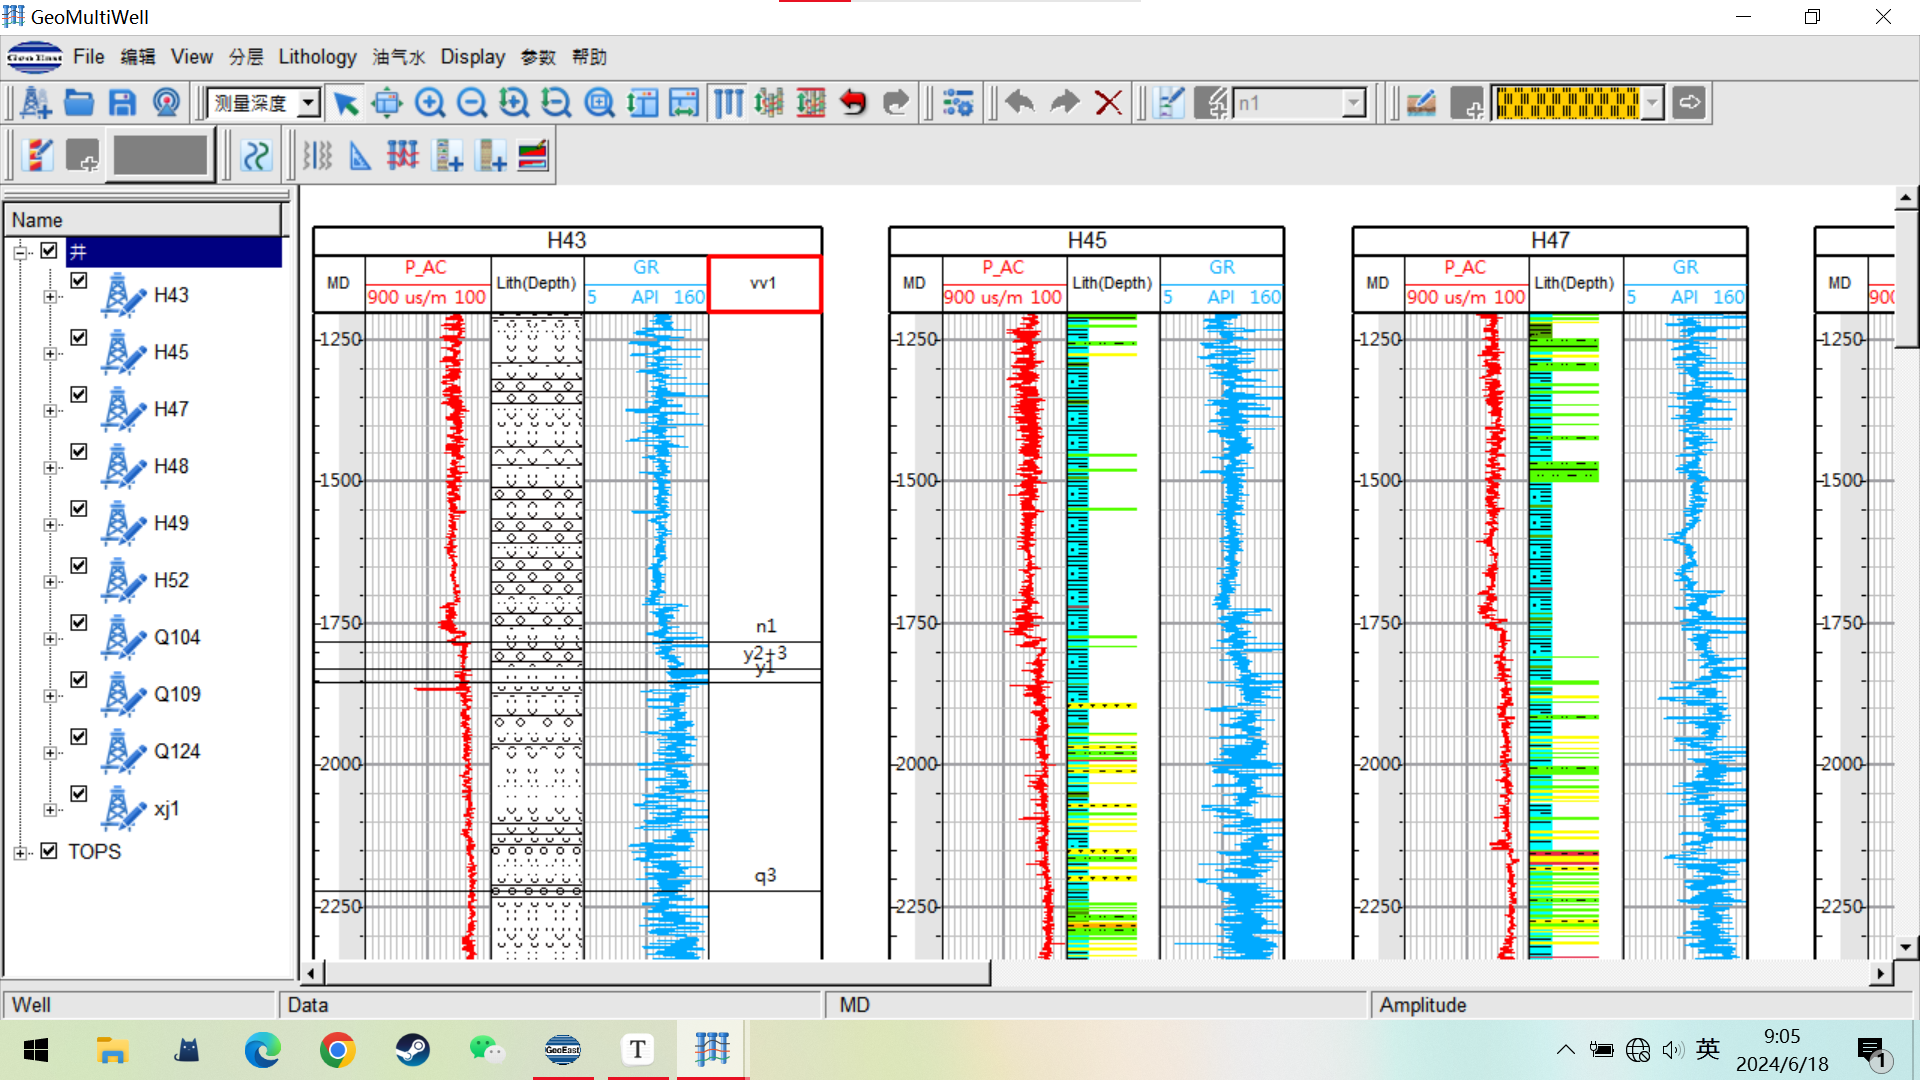 GeoMultiWell
GeoEast File 编辑 View 分层 Lithology 油气水 Display 参数 帮助
测量深度 n1
Name
井
H43
H45
H47
H48
H49
H52
Q104
Q109
Q124
xj1
TOPS
H43
MD P_AC Lith(Depth) GR vv1
900 us/m 100 5 API 160
1250
1500
1750
2000
2250
n1
y2+3
y1
q3
H45
MD P_AC Lith(Depth) GR
900 us/m 100 5 API 160
1250
1500
1750
2000
2250
H47
MD P_AC Lith(Depth) GR
900 us/m 100 5 API 160
1250
1500
1750
2000
2250
MD
900
1250
1500
1750
2000
2250
Well Data MD Amplitude
GeoEast T 英 9:05
2024/6/18 1